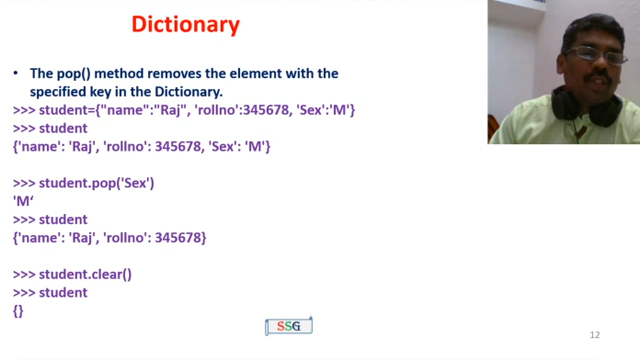 Dictionary
• The pop() method removes the element with the
specified key in the Dictionary.
>>> student={"name":"Raj", 'rollno':345678, 'Sex':'M'}
>>> student
{'name': 'Raj', 'rollno': 345678, 'Sex': 'M'}
>>> student.pop('Sex')
'M‘
>>> student
{'name': 'Raj', 'rollno': 345678}
>>> student.clear()
>>> student
{}
SSG
12